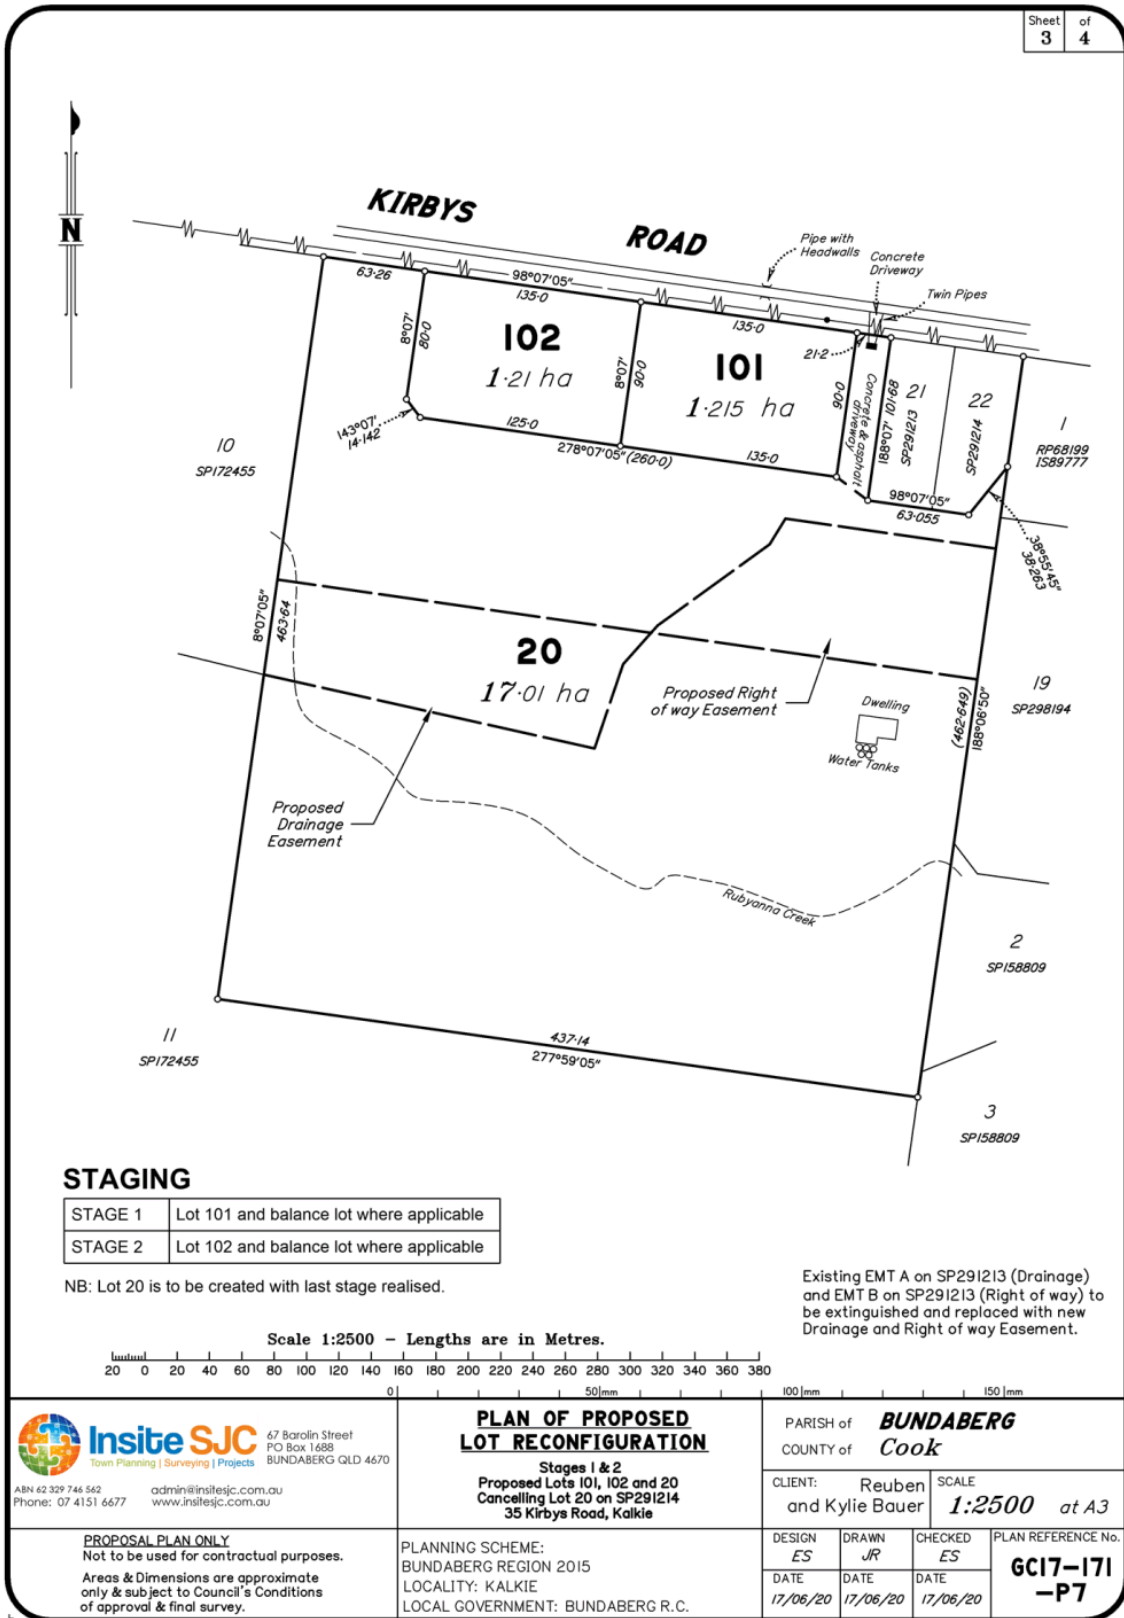 Sheet of
3 4
N
KIRBYS ROAD
Pipe with
Headwalls
Concrete
Driveway
Twin Pipes
63·26
98°07'05"
135·0
135·0
21·2
8°07'
80·0
102
1·21 ha
8°07'
90·0
101
1·215 ha
90·0
Concrete & asphalt
driveway
188°07' 101·68
21
SP291213
22
SP291214
1
RP68199
IS89777
143°07'
14·142
125·0
278°07'05" (260·0)
135·0
98°07'05"
63·055
38°55'45"
38·263
10
SP172455
8°07'05"
463·64
20
17·01 ha
Proposed Right
of way Easement
Dwelling
Water Tanks
(462·649)
188°06'50"
19
SP298194
Proposed
Drainage
Easement
Rubyanna Creek
2
SP158809
11
SP172455
437·14
277°59'05"
3
SP158809
STAGING
STAGE 1 Lot 101 and balance lot where applicable
STAGE 2 Lot 102 and balance lot where applicable
NB: Lot 20 is to be created with last stage realised.
Existing EMT A on SP291213 (Drainage)
and EMT B on SP291213 (Right of way) to
be extinguished and replaced with new
Drainage and Right of way Easement.
Scale 1:2500 – Lengths are in Metres.
20 0 20 40 60 80 100 120 140 160 180 200 220 240 260 280 300 320 340 360 380
0 50 mm 100 mm 150 mm
Insite SJC
Town Planning | Surveying | Projects
67 Barolin Street
PO Box 1688
BUNDABERG QLD 4670
ABN 62 329 746 562
Phone: 07 4151 6677
admin@insitesjc.com.au
www.insitesjc.com.au
PLAN OF PROPOSED
LOT RECONFIGURATION
Stages 1 & 2
Proposed Lots 101, 102 and 20
Cancelling Lot 20 on SP291214
35 Kirbys Road, Kalkie
PARISH of BUNDABERG
COUNTY of Cook
CLIENT: Reuben
and Kylie Bauer
SCALE
1:2500 at A3
PROPOSAL PLAN ONLY
Not to be used for contractual purposes.
Areas & Dimensions are approximate
only & subject to Council's Conditions
of approval & final survey.
PLANNING SCHEME:
BUNDABERG REGION 2015
LOCALITY: KALKIE
LOCAL GOVERNMENT: BUNDABERG R.C.
DESIGN DRAWN CHECKED
ES JR ES
DATE DATE DATE
17/06/20 17/06/20 17/06/20
PLAN REFERENCE No.
GC17-171
-P7